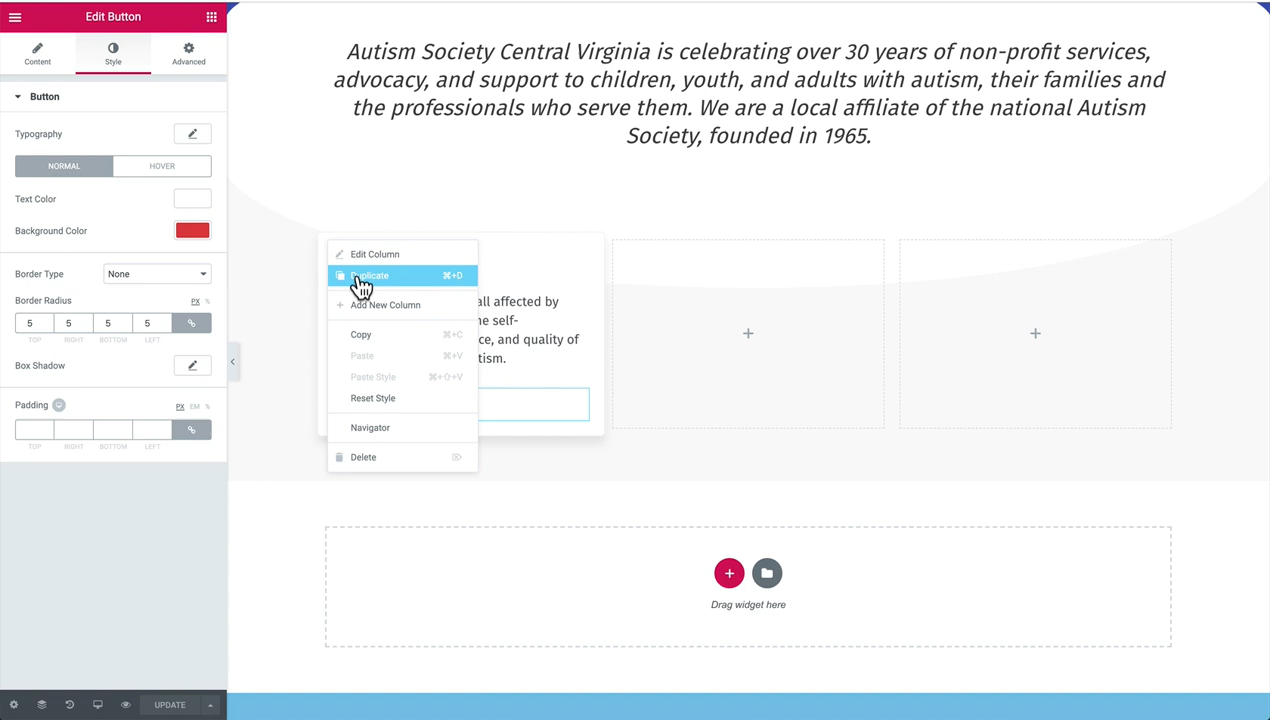 Edit Button
Content
Style
Advanced
Button
Typography
NORMAL
HOVER
Text Color
Background Color
Border Type
None
Border Radius
PX %
5 5 5 5
TOP RIGHT BOTTOM LEFT
Box Shadow
Padding
PX EM %
TOP RIGHT BOTTOM LEFT
UPDATE
Autism Society Central Virginia is celebrating over 30 years of non-profit services,
advocacy, and support to children, youth, and adults with autism, their families and
the professionals who serve them. We are a local affiliate of the national Autism
Society, founded in 1965.
Edit Column
Duplicate ⌘+D
Add New Column
Copy ⌘+C
Paste ⌘+V
Paste Style ⌘+⇧+V
Reset Style
Navigator
Delete
all affected by
self-
and quality of
Drag widget here